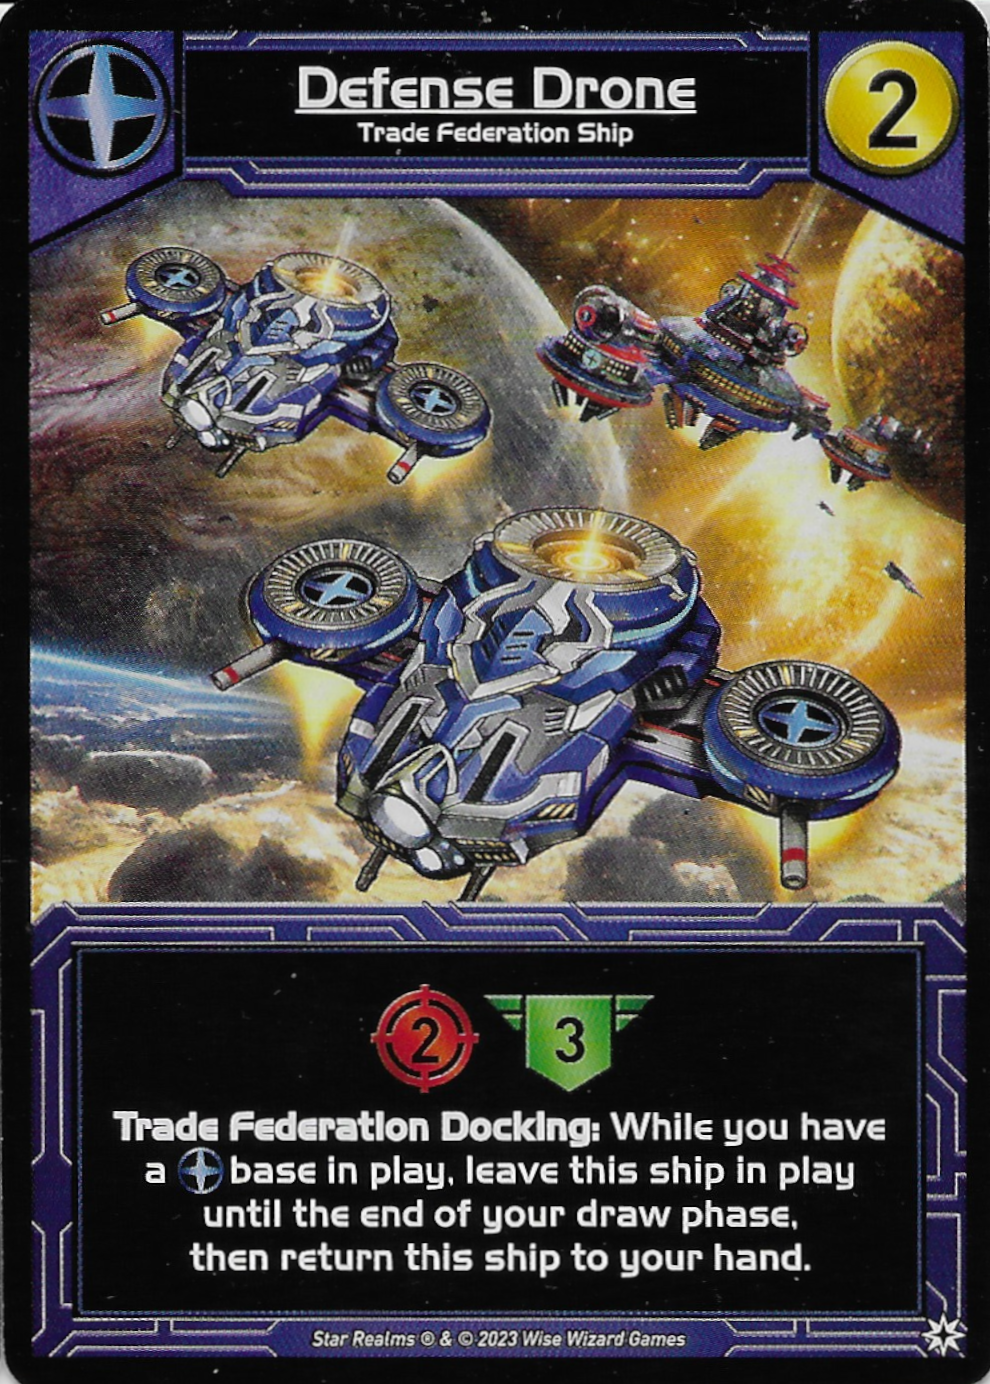 Defense Drone
2
Trade Federation Ship
2 3
Trade Federation Docking: While you have
a base in play, leave this ship in play
until the end of your draw phase,
then return this ship to your hand.
Star Realms ® & © 2023 Wise Wizard Games